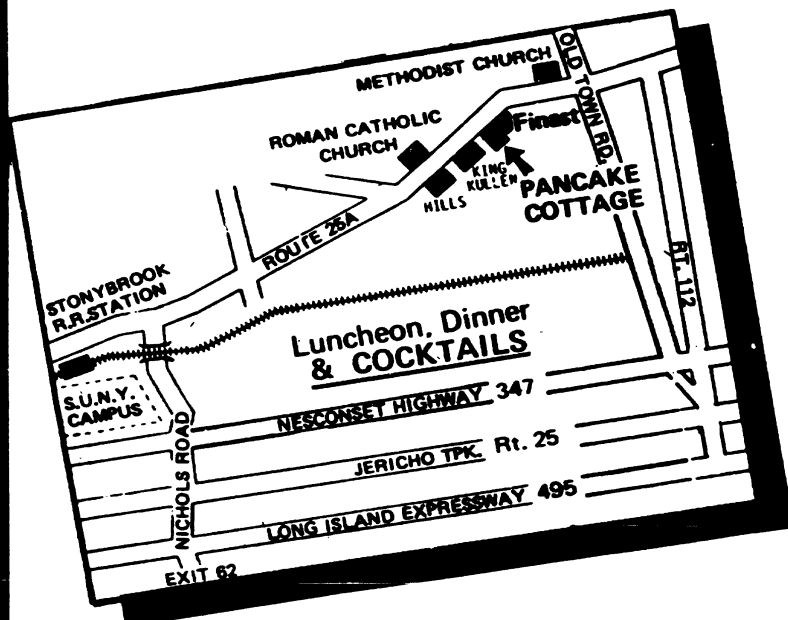 METHODIST CHURCH
OLD TOWN RD.
ROMAN CATHOLIC
CHURCH
Finast
KING
KULLEN
HILLS
PANCAKE
COTTAGE
ROUTE 25A
RT. 112
STONYBROOK
R.R.STATION
Luncheon, Dinner
& COCKTAILS
S.U.N.Y.
CAMPUS
NESCONSET HIGHWAY 347
NICHOLS ROAD
JERICHO TPK. Rt. 25
LONG ISLAND EXPRESSWAY 495
EXIT 62